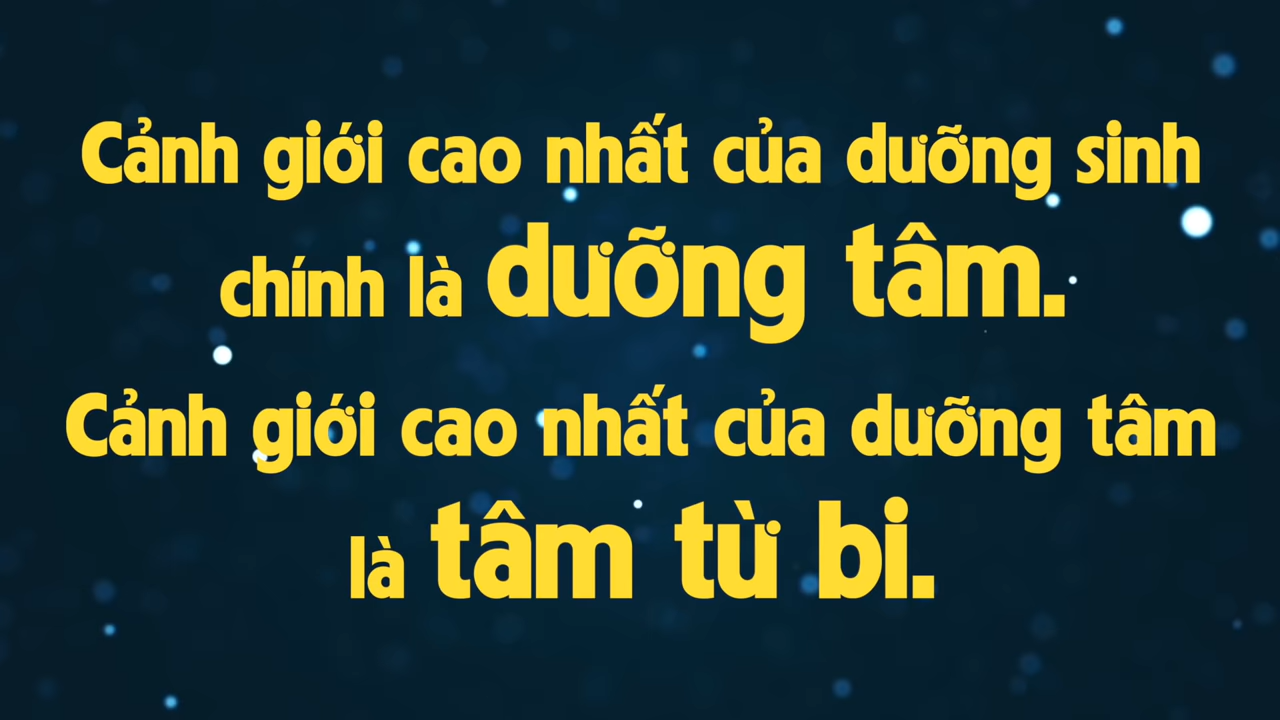 Cảnh giới cao nhất của dưỡng sinh
chính là dưỡng tâm.
Cảnh giới cao nhất của dưỡng tâm
là tâm từ bi.